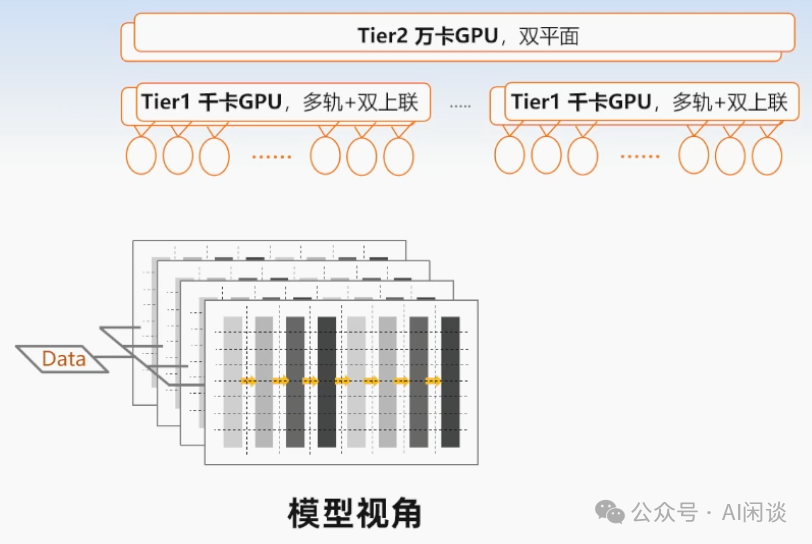 Tier2 万卡GPU，双平面
Tier1 千卡GPU，多轨+双上联 ..... Tier1 千卡GPU，多轨+双上联
...... ......
Data
模型视角
公众号 · AI闲谈